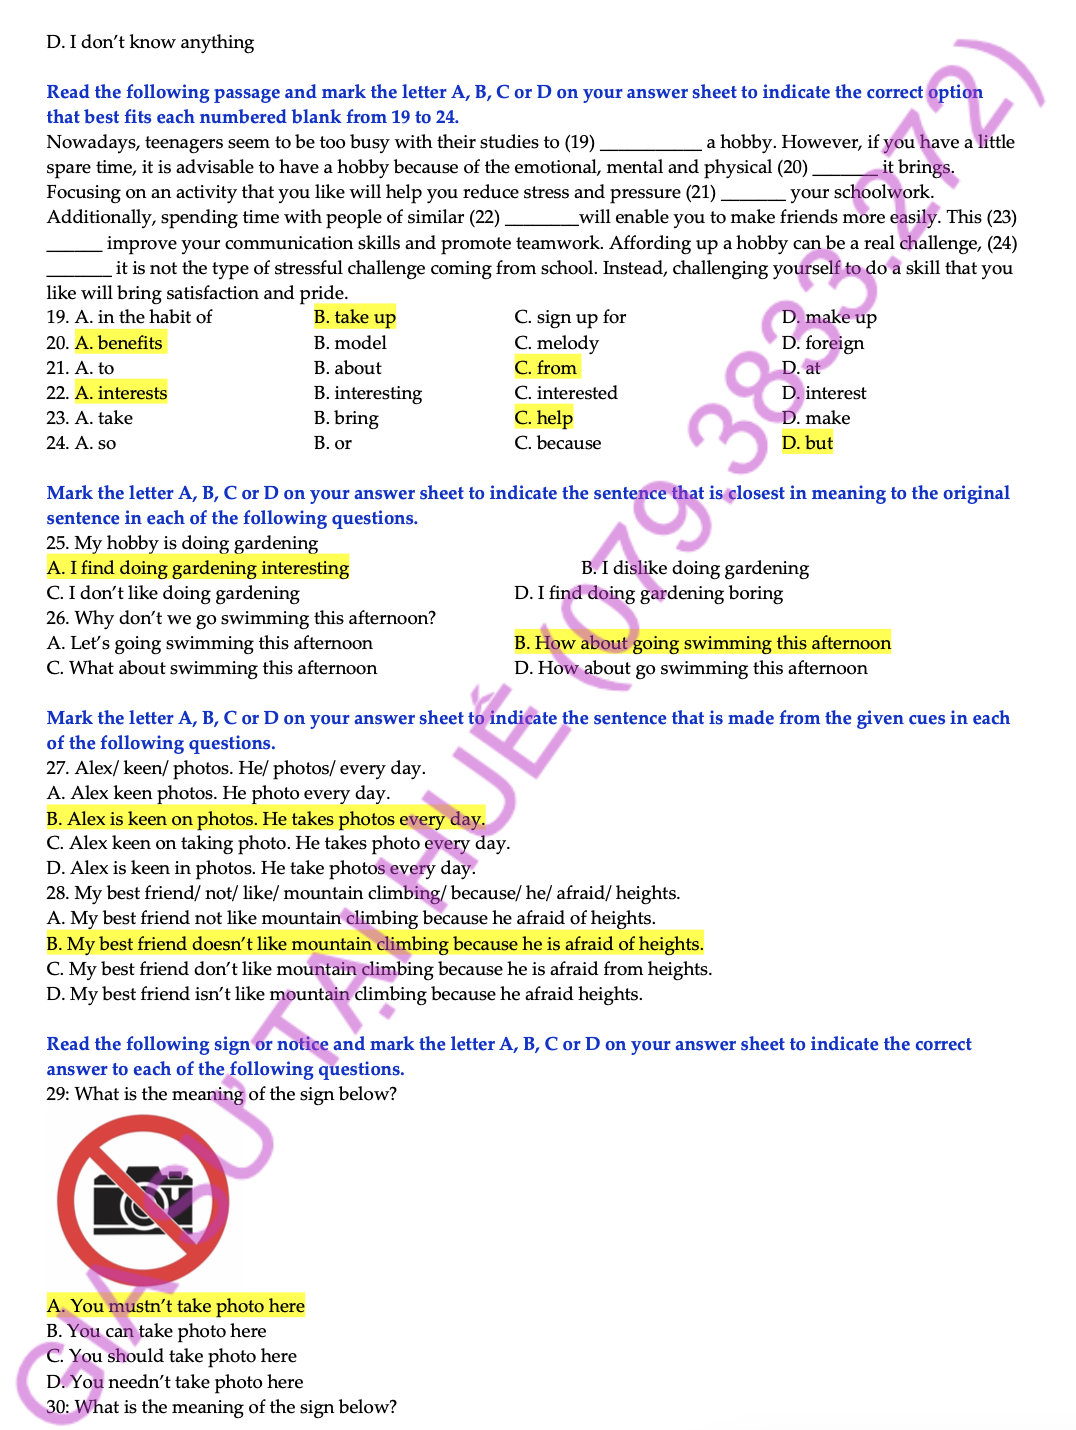 D. I don’t know anything
Read the following passage and mark the letter A, B, C or D on your answer sheet to indicate the correct option
that best fits each numbered blank from 19 to 24.
Nowadays, teenagers seem to be too busy with their studies to (19) ___________ a hobby. However, if you have a little
spare time, it is advisable to have a hobby because of the emotional, mental and physical (20) _______ it brings.
Focusing on an activity that you like will help you reduce stress and pressure (21) _______ your schoolwork.
Additionally, spending time with people of similar (22) ________will enable you to make friends more easily. This (23)
______ improve your communication skills and promote teamwork. Affording up a hobby can be a real challenge, (24)
_______ it is not the type of stressful challenge coming from school. Instead, challenging yourself to do a skill that you
like will bring satisfaction and pride.
19. A. in the habit of B. take up C. sign up for D. make up
20. A. benefits B. model C. melody D. foreign
21. A. to B. about C. from D. at
22. A. interests B. interesting C. interested D. interest
23. A. take B. bring C. help D. make
24. A. so B. or C. because D. but
Mark the letter A, B, C or D on your answer sheet to indicate the sentence that is closest in meaning to the original
sentence in each of the following questions.
25. My hobby is doing gardening
A. I find doing gardening interesting B. I dislike doing gardening
C. I don’t like doing gardening D. I find doing gardening boring
26. Why don’t we go swimming this afternoon?
A. Let’s going swimming this afternoon B. How about going swimming this afternoon
C. What about swimming this afternoon D. How about go swimming this afternoon
Mark the letter A, B, C or D on your answer sheet to indicate the sentence that is made from the given cues in each
of the following questions.
27. Alex/ keen/ photos. He/ photos/ every day.
A. Alex keen photos. He photo every day.
B. Alex is keen on photos. He takes photos every day.
C. Alex keen on taking photo. He takes photo every day.
D. Alex is keen in photos. He take photos every day.
28. My best friend/ not/ like/ mountain climbing/ because/ he/ afraid/ heights.
A. My best friend not like mountain climbing because he afraid of heights.
B. My best friend doesn’t like mountain climbing because he is afraid of heights.
C. My best friend don’t like mountain climbing because he is afraid from heights.
D. My best friend isn’t like mountain climbing because he afraid heights.
Read the following sign or notice and mark the letter A, B, C or D on your answer sheet to indicate the correct
answer to each of the following questions.
29: What is the meaning of the sign below?
A. You mustn’t take photo here
B. You can take photo here
C. You should take photo here
D. You needn’t take photo here
30: What is the meaning of the sign below?
GIA SƯ TẠI HUẾ (079.3833.272)